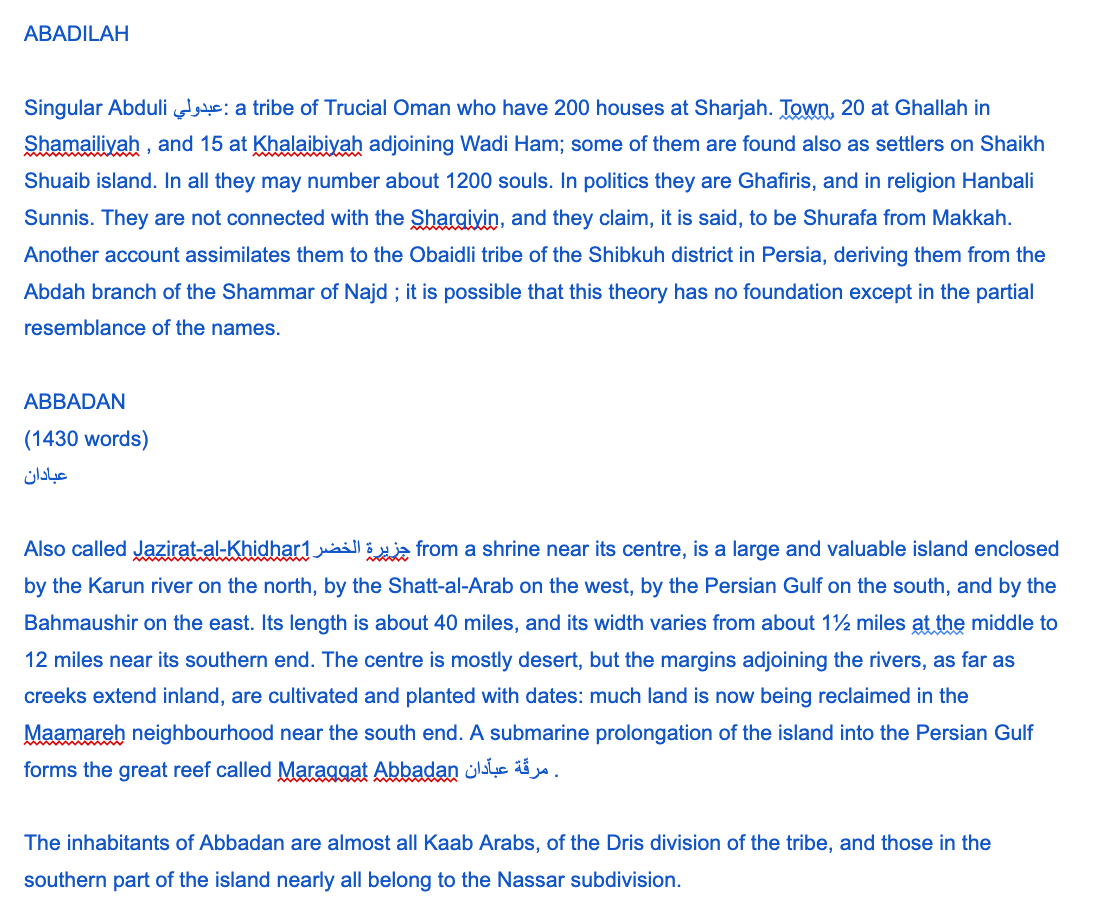 ABADILAH
Singular Abduli عبدولي: a tribe of Trucial Oman who have 200 houses at Sharjah. Town, 20 at Ghallah in
Shamailiyah , and 15 at Khalaibiyah adjoining Wadi Ham; some of them are found also as settlers on Shaikh
Shuaib island. In all they may number about 1200 souls. In politics they are Ghafiris, and in religion Hanbali
Sunnis. They are not connected with the Sharqiyin, and they claim, it is said, to be Shurafa from Makkah.
Another account assimilates them to the Obaidli tribe of the Shibkuh district in Persia, deriving them from the
Abdah branch of the Shammar of Najd ; it is possible that this theory has no foundation except in the partial
resemblance of the names.
ABBADAN
(1430 words)
عبادان
Also called Jazirat-al-Khidhar1 جزيرة الخضر from a shrine near its centre, is a large and valuable island enclosed
by the Karun river on the north, by the Shatt-al-Arab on the west, by the Persian Gulf on the south, and by the
Bahmaushir on the east. Its length is about 40 miles, and its width varies from about 1½ miles at the middle to
12 miles near its southern end. The centre is mostly desert, but the margins adjoining the rivers, as far as
creeks extend inland, are cultivated and planted with dates: much land is now being reclaimed in the
Maamareh neighbourhood near the south end. A submarine prolongation of the island into the Persian Gulf
forms the great reef called Maraqqat Abbadan مرقّة عبّادان .
The inhabitants of Abbadan are almost all Kaab Arabs, of the Dris division of the tribe, and those in the
southern part of the island nearly all belong to the Nassar subdivision.